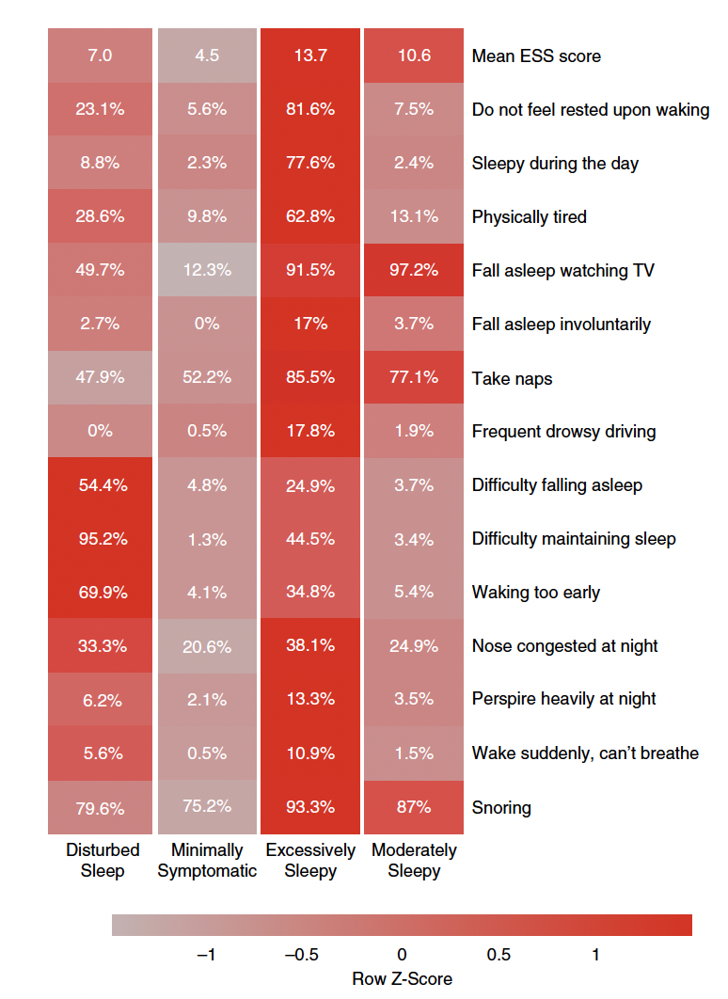 7.0 4.5 13.7 10.6 Mean ESS score
23.1% 5.6% 81.6% 7.5% Do not feel rested upon waking
8.8% 2.3% 77.6% 2.4% Sleepy during the day
28.6% 9.8% 62.8% 13.1% Physically tired
49.7% 12.3% 91.5% 97.2% Fall asleep watching TV
2.7% 0% 17% 3.7% Fall asleep involuntarily
47.9% 52.2% 85.5% 77.1% Take naps
0% 0.5% 17.8% 1.9% Frequent drowsy driving
54.4% 4.8% 24.9% 3.7% Difficulty falling asleep
95.2% 1.3% 44.5% 3.4% Difficulty maintaining sleep
69.9% 4.1% 34.8% 5.4% Waking too early
33.3% 20.6% 38.1% 24.9% Nose congested at night
6.2% 2.1% 13.3% 3.5% Perspire heavily at night
5.6% 0.5% 10.9% 1.5% Wake suddenly, can’t breathe
79.6% 75.2% 93.3% 87% Snoring
Disturbed Minimally Excessively Moderately
Sleep Symptomatic Sleepy Sleepy
−1 −0.5 0 0.5 1
Row Z-Score